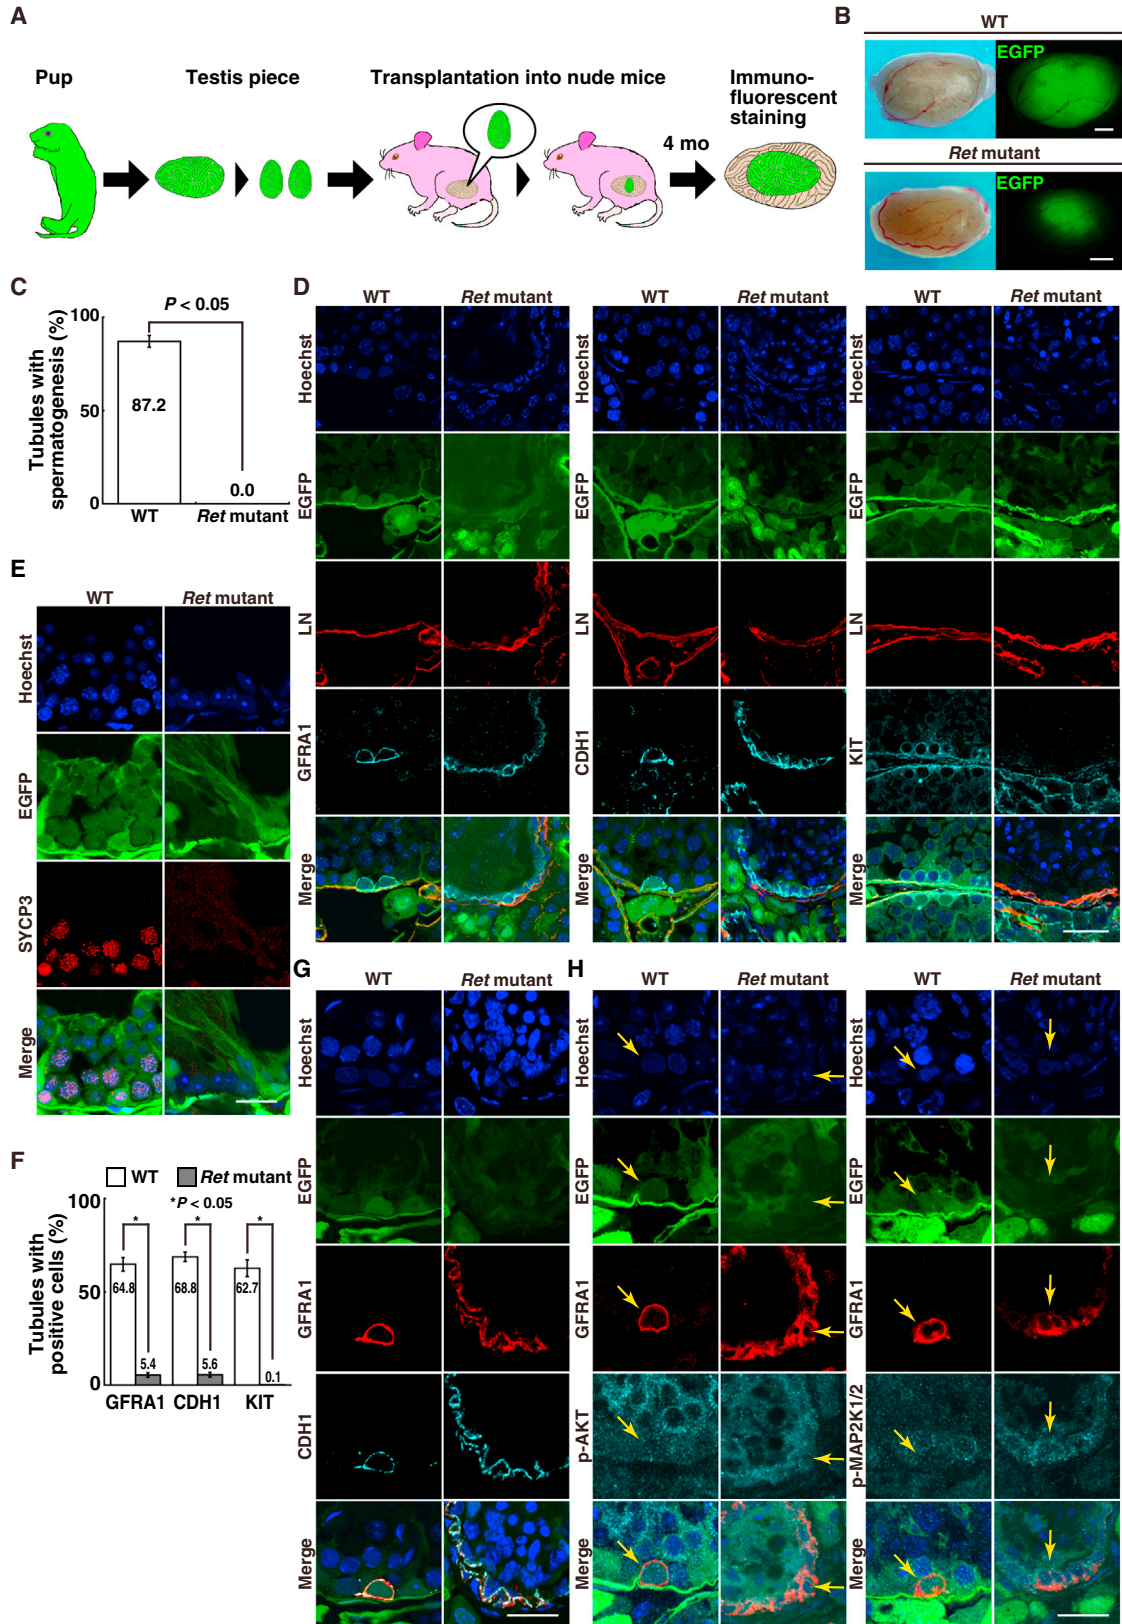 A
Pup
Testis piece
Transplantation into nude mice
Immuno-
fluorescent
staining
4 mo
B
WT
EGFP
Ret mutant
EGFP
C
P < 0.05
Tubules with
spermatogenesis (%)
100
50
0
87.2
0.0
WT
Ret mutant
D
WT
Ret mutant
WT
Ret mutant
WT
Ret mutant
Hoechst
Hoechst
Hoechst
EGFP
EGFP
EGFP
LN
LN
LN
GFRA1
CDH1
KIT
Merge
Merge
Merge
E
WT
Ret mutant
Hoechst
EGFP
SYCP3
Merge
F
WT
Ret mutant
*P < 0.05
Tubules with
positive cells (%)
100
50
0
* * *
64.8
5.4
68.8
5.6
62.7
0.1
GFRA1 CDH1 KIT
G
WT
Ret mutant
Hoechst
EGFP
GFRA1
CDH1
Merge
H
WT
Ret mutant
WT
Ret mutant
Hoechst
Hoechst
EGFP
EGFP
GFRA1
GFRA1
p-AKT
p-MAP2K1/2
Merge
Merge